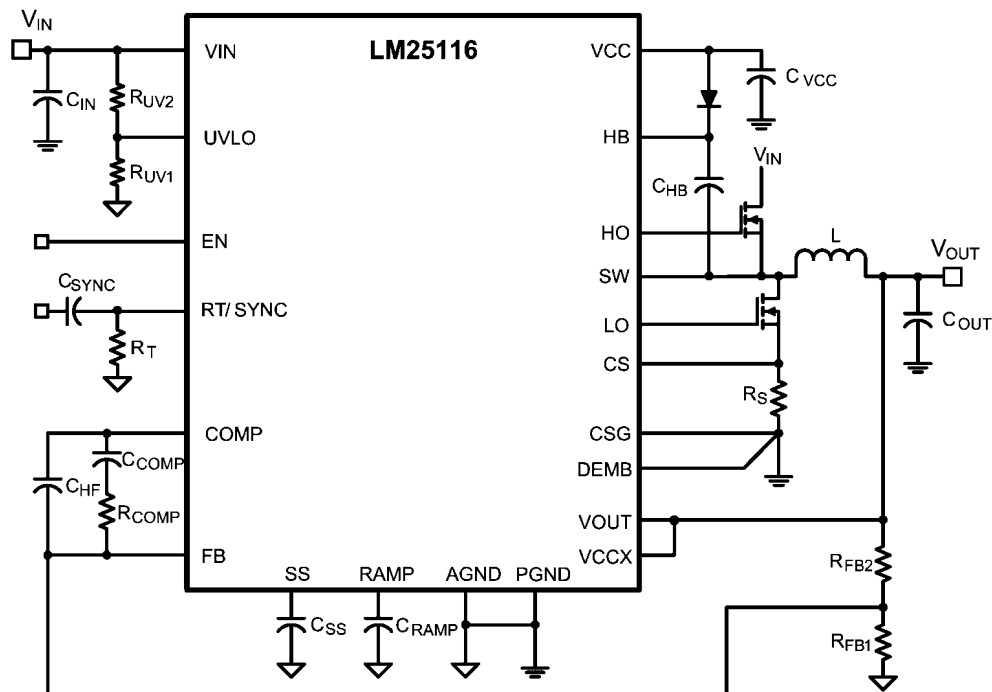 VIN
LM25116
VIN
VCC
CIN
RUV2
CVCC
UVLO
HB
RUV1
VIN
CHB
EN
HO
L
VOUT
SW
CSYNC
RT/ SYNC
LO
COUT
RT
CS
RS
COMP
CSG
CCOMP
DEMB
CHF
RCOMP
VOUT
FB
VCCX
RFB2
SS
RAMP
AGND
PGND
CSS
CRAMP
RFB1